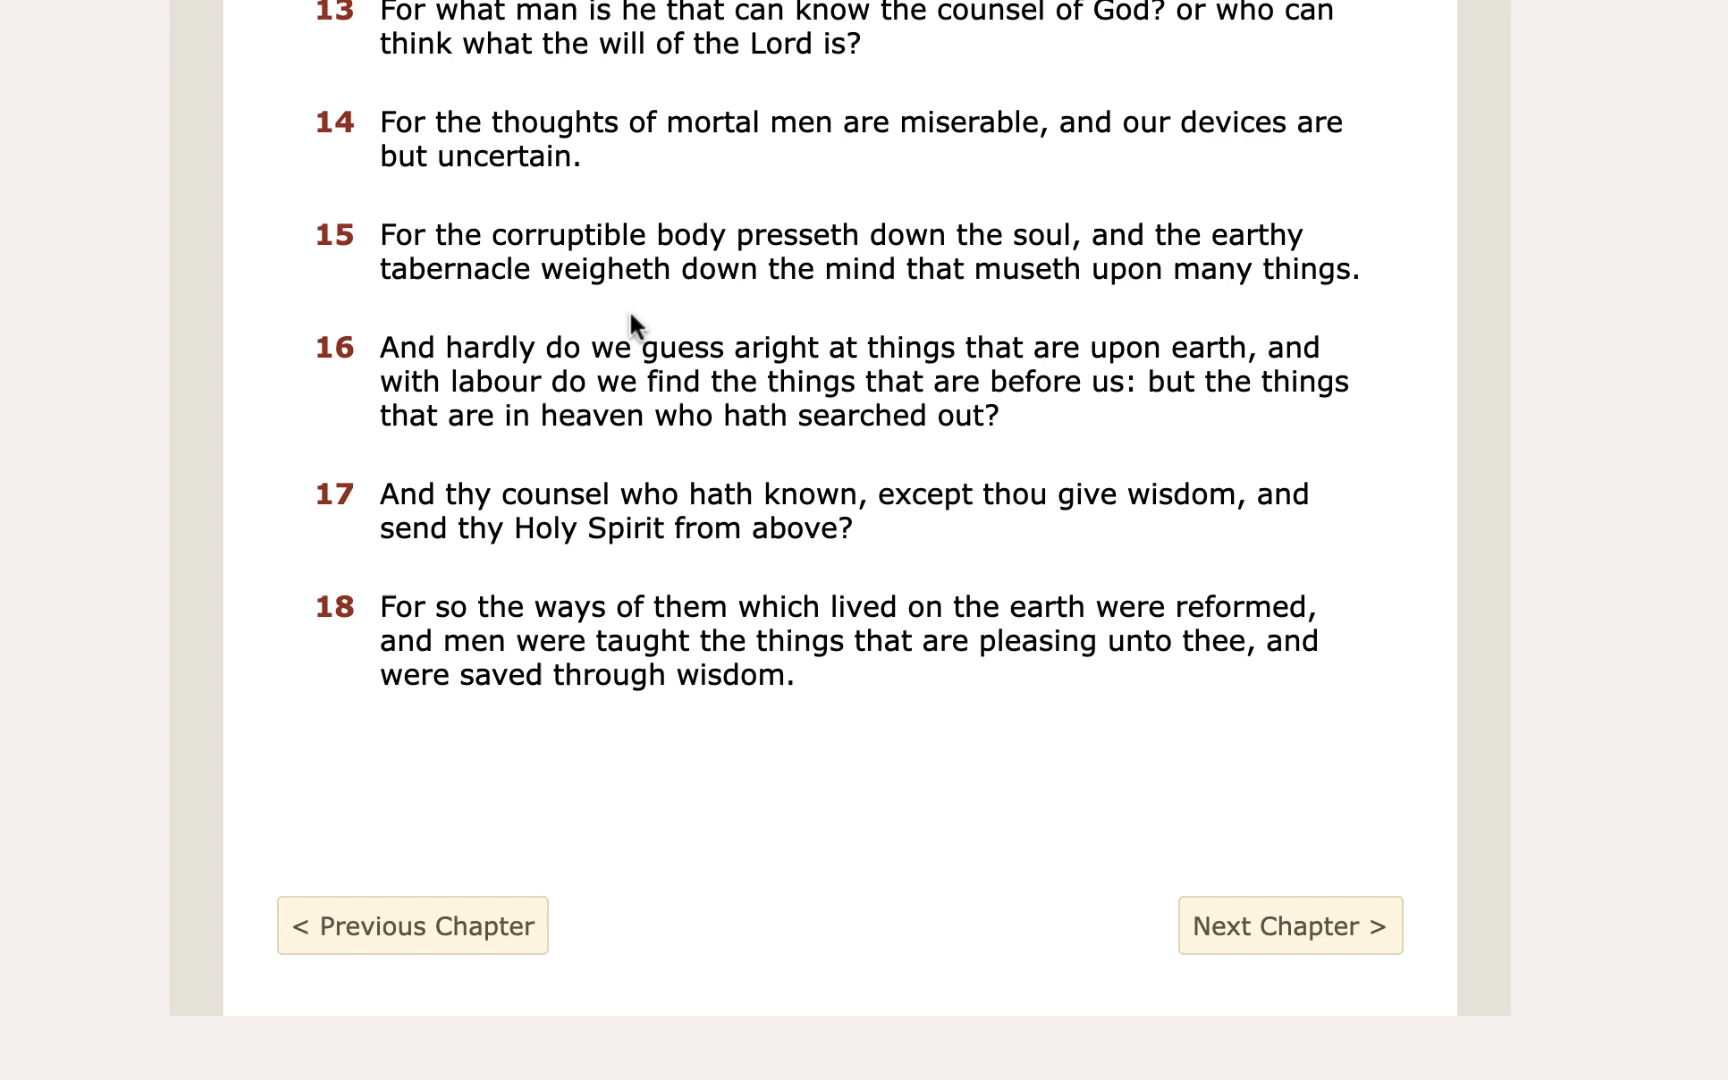 13 For what man is he that can know the counsel of God? or who can
think what the will of the Lord is?
14 For the thoughts of mortal men are miserable, and our devices are
but uncertain.
15 For the corruptible body presseth down the soul, and the earthy
tabernacle weigheth down the mind that museth upon many things.
16 And hardly do we guess aright at things that are upon earth, and
with labour do we find the things that are before us: but the things
that are in heaven who hath searched out?
17 And thy counsel who hath known, except thou give wisdom, and
send thy Holy Spirit from above?
18 For so the ways of them which lived on the earth were reformed,
and men were taught the things that are pleasing unto thee, and
were saved through wisdom.
< Previous Chapter
Next Chapter >